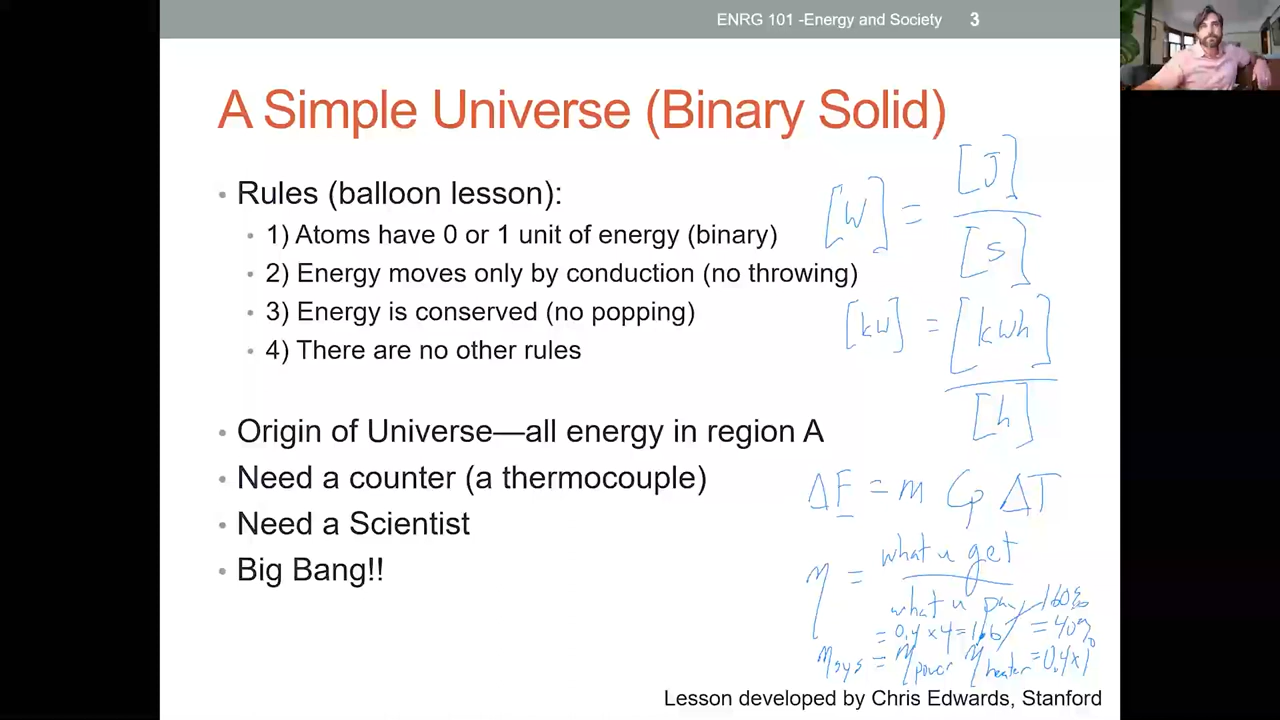 ENRG 101 -Energy and Society 3
A Simple Universe (Binary Solid)
• Rules (balloon lesson):
• 1) Atoms have 0 or 1 unit of energy (binary)
• 2) Energy moves only by conduction (no throwing)
• 3) Energy is conserved (no popping)
• 4) There are no other rules
• Origin of Universe—all energy in region A
• Need a counter (a thermocouple)
• Need a Scientist
• Big Bang!!
[W] = [J]
[S]
[kW] = [kWh]
[h]
ΔE = m Cp ΔT
η = what u get
what u pay
160%
= 0.4 x 4 = 1.6
= 40%
ηsys = ηpower ηheater = 0.4 x 1
Lesson developed by Chris Edwards, Stanford